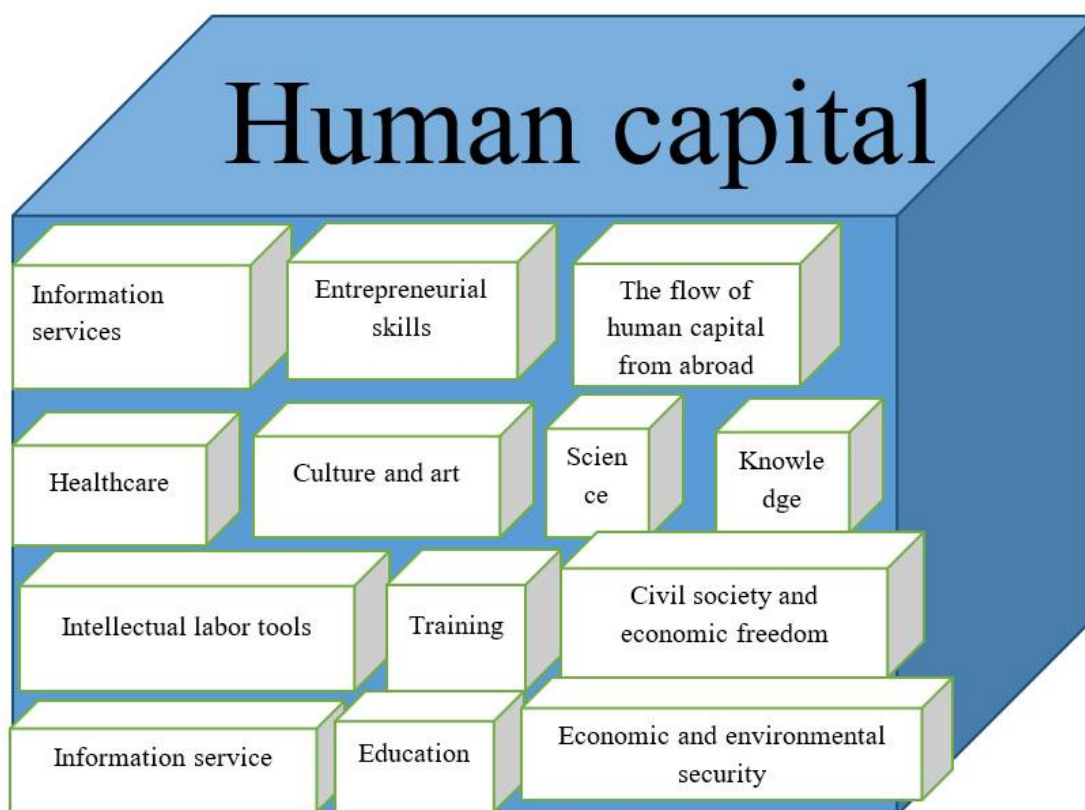 Human capital
Information
services
Entrepreneurial
skills
The flow of
human capital
from abroad
Healthcare
Culture and art
Scien
ce
Knowle
dge
Intellectual labor tools
Training
Civil society and
economic freedom
Information service
Education
Economic and environmental
security